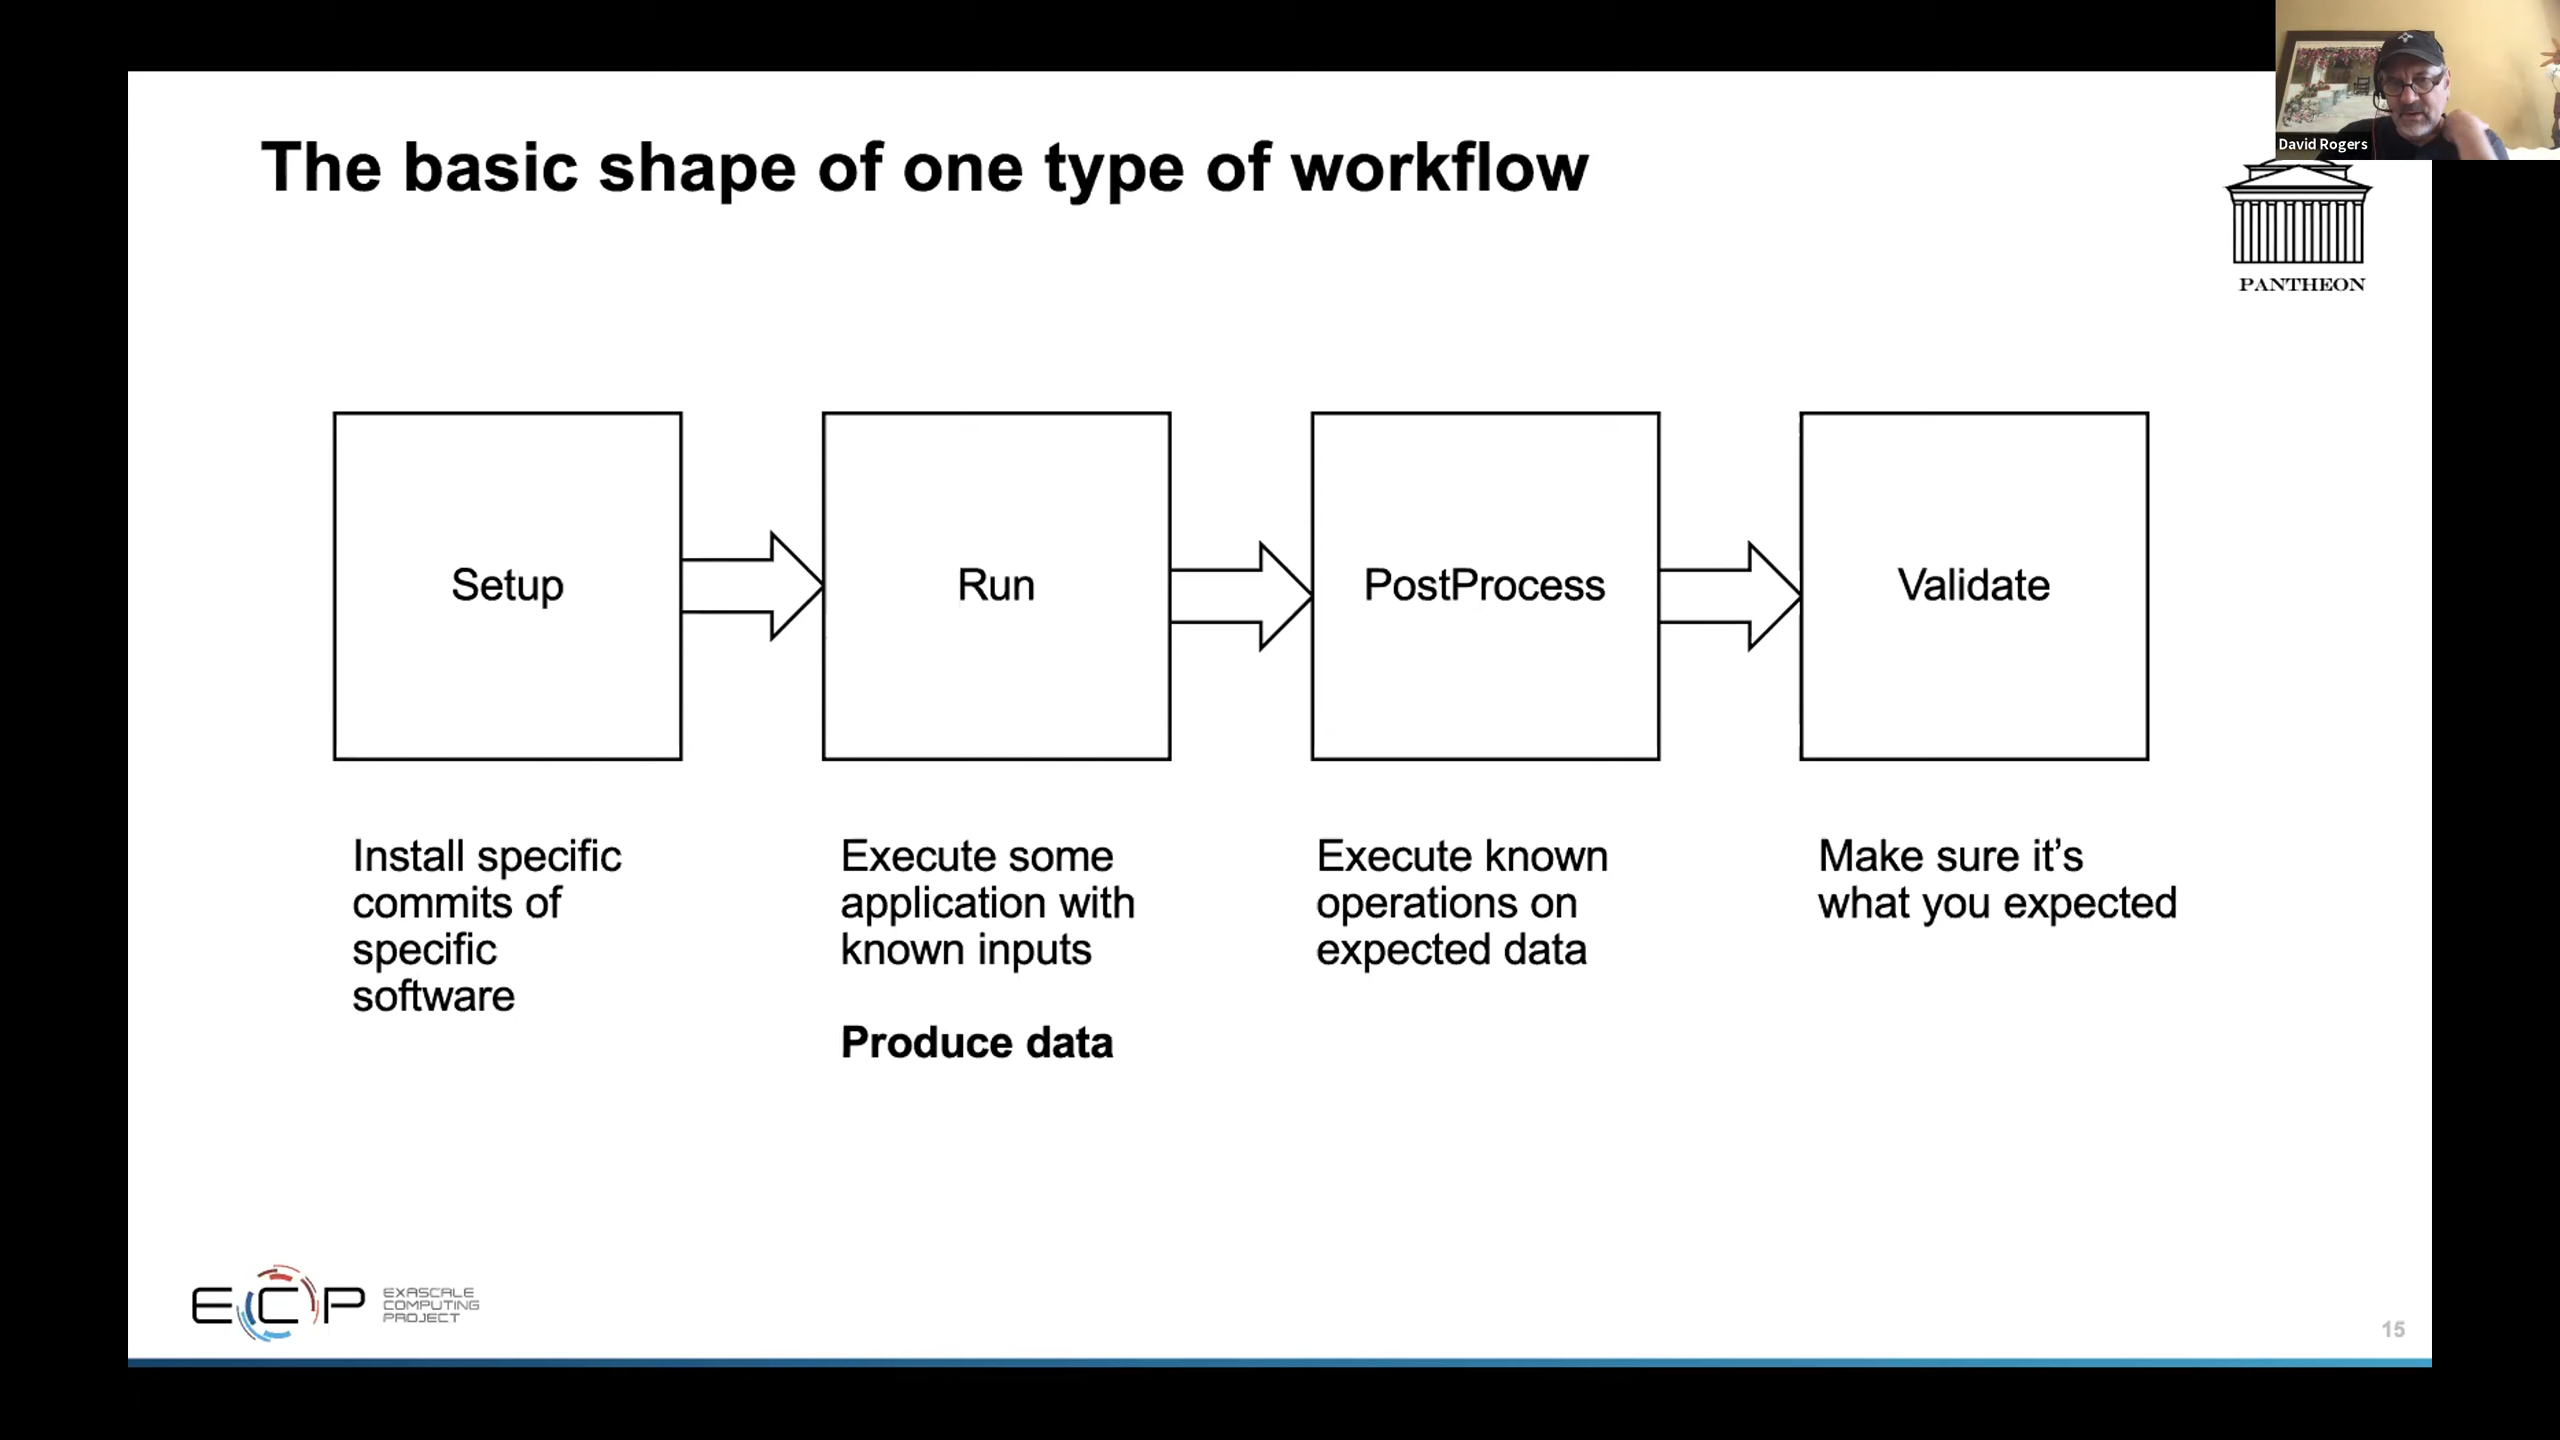 David Rogers
The basic shape of one type of workflow
PANTHEON
Setup
Run
PostProcess
Validate
Install specific
commits of
specific
software
Execute some
application with
known inputs
Produce data
Execute known
operations on
expected data
Make sure it’s
what you expected
ECP
EXASCALE
COMPUTING
PROJECT
15